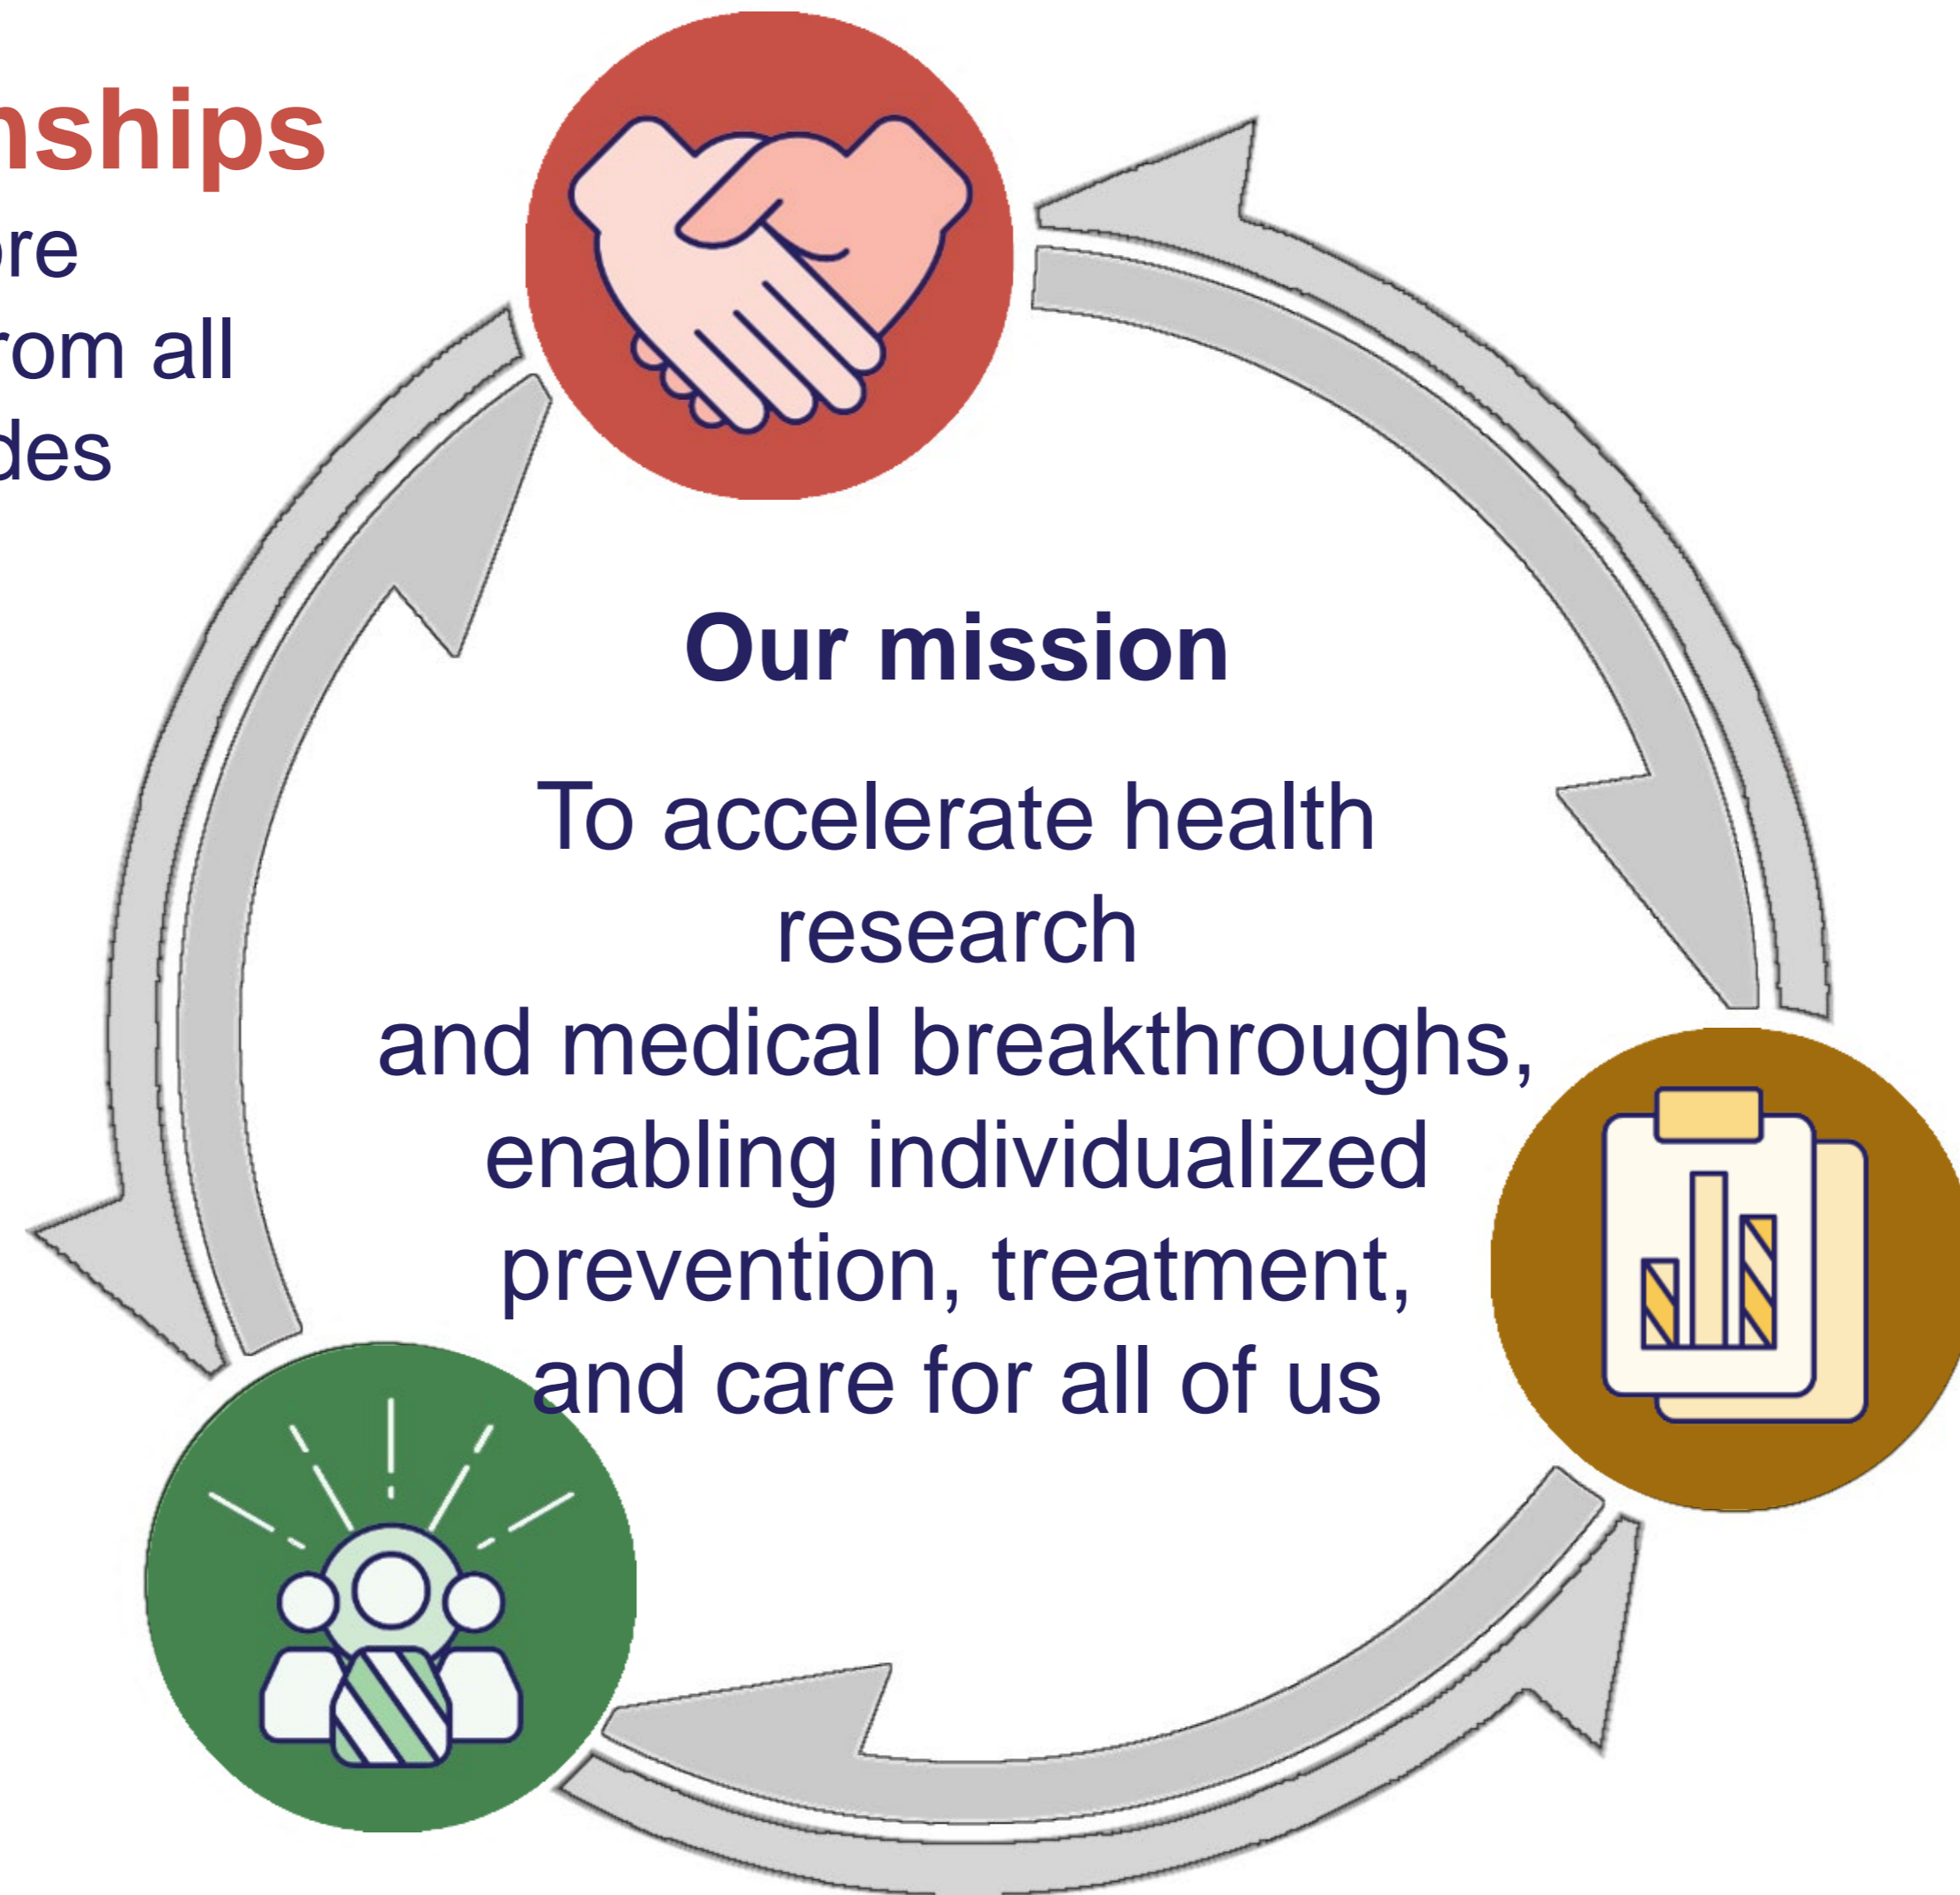 nships
ore
rom all
des
Our mission
To accelerate health
research
and medical breakthroughs,
enabling individualized
prevention, treatment,
and care for all of us